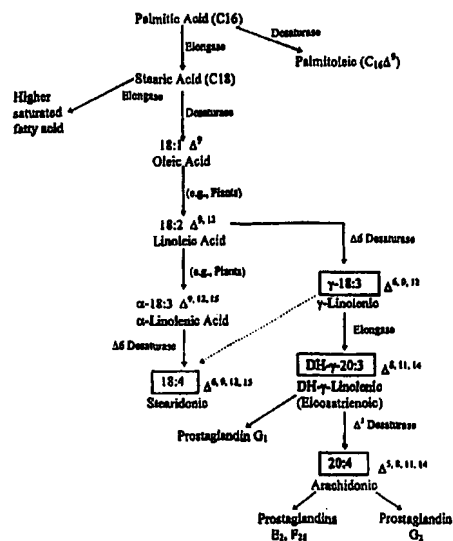 Palmitic Acid (C16)
Desaturase
Elongase
Palmitoleic (C16Δ9)
Stearic Acid (C18)
Elongase
Higher
saturated
fatty acid
Desaturase
18:1 Δ9
Oleic Acid
(e.g., Plants)
18:2 Δ9, 12
Linoleic Acid
Δ6 Desaturase
(e.g., Plants)
γ-18:3 Δ6, 9, 12
γ-Linolenic
α-18:3 Δ9, 12, 15
α-Linolenic Acid
Elongase
Δ6 Desaturase
DH-γ-20:3 Δ8, 11, 14
18:4 Δ6, 9, 12, 15
Stearidonic
DH-γ-Linolenic
(Eicosatrienoic)
Prostaglandin G1
Δ5 Desaturase
20:4 Δ5, 8, 11, 14
Arachidonic
Prostaglandins
E2, F2α
Prostaglandin
G2